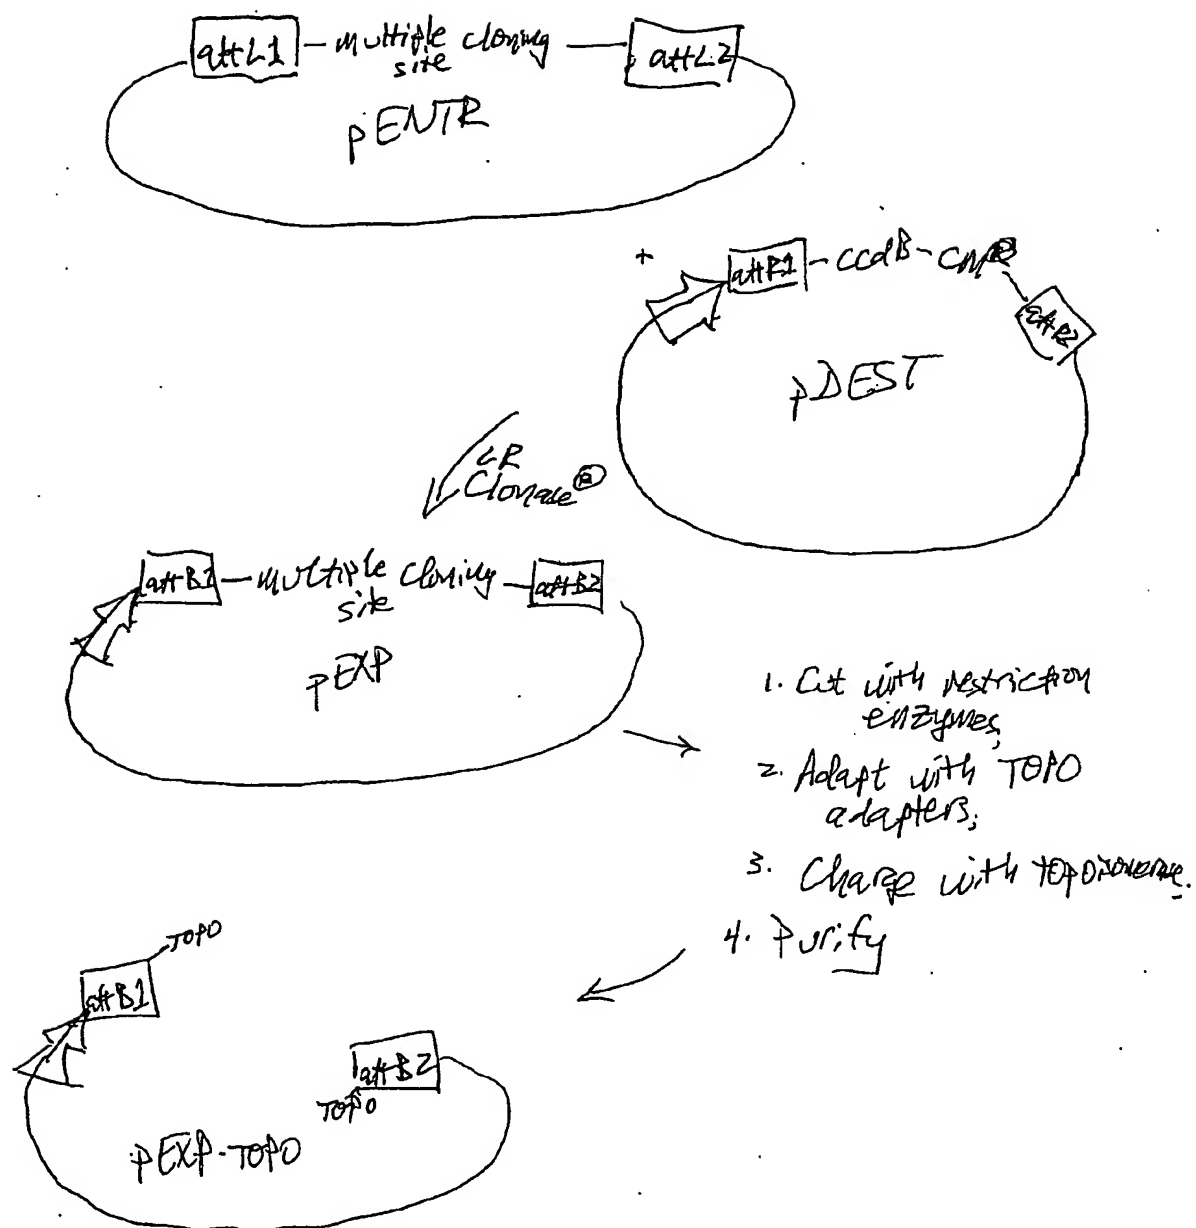 attL1 - multiple cloning site - attL2
pENTR
+
attR1 - ccdB - CmR
attR2
pDEST
LR
Clonase®
attB1 - multiple cloning site - attB2
pEXP
1. Cut with restriction
enzymes;
2. Adapt with TOPO
adapters;
3. Charge with topoisomerase.
4. Purify
TOPO
attB1
attB2
TOPO
pEXP-TOPO